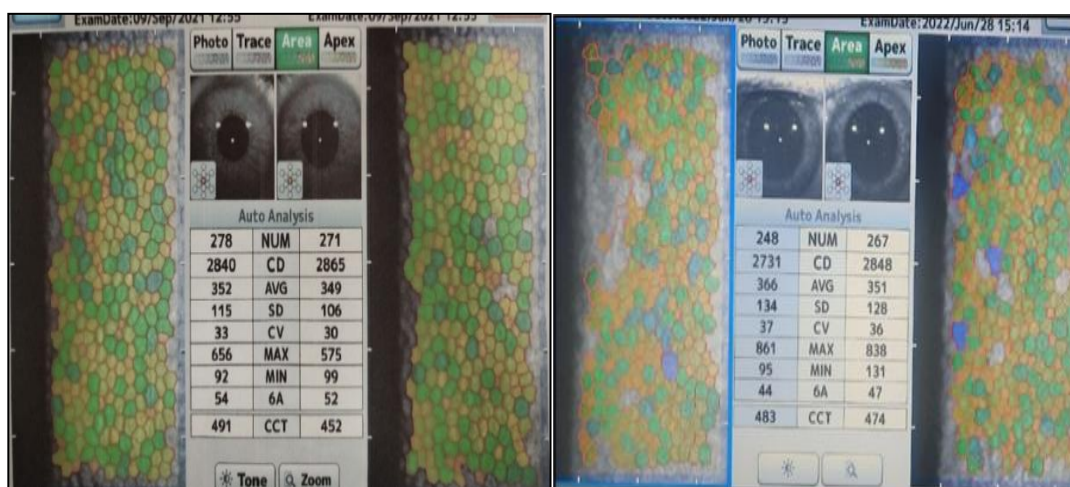 ExamDate:09/Sep/2021 12:55
ExamDate:09/Sep/2021
Photo Trace Area Apex
Auto Analysis
278 NUM 271
2840 CD 2865
352 AVG 349
115 SD 106
33 CV 30
656 MAX 575
92 MIN 99
54 6A 52
491 CCT 452
Tone Zoom
ExamDate:2022/Jun/28 15:14
Photo Trace Area Apex
Auto Analysis
248 NUM 267
2731 CD 2848
366 AVG 351
134 SD 128
37 CV 36
861 MAX 838
95 MIN 131
44 6A 47
483 CCT 474